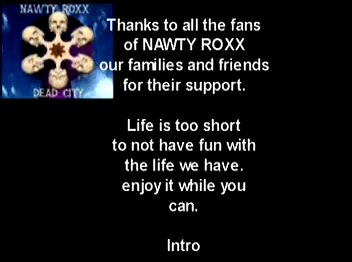 NAWTY ROXX
DEAD CITY
Thanks to all the fans
of NAWTY ROXX
our families and friends
for their support.
Life is too short
to not have fun with
the life we have.
enjoy it while you
can.
Intro